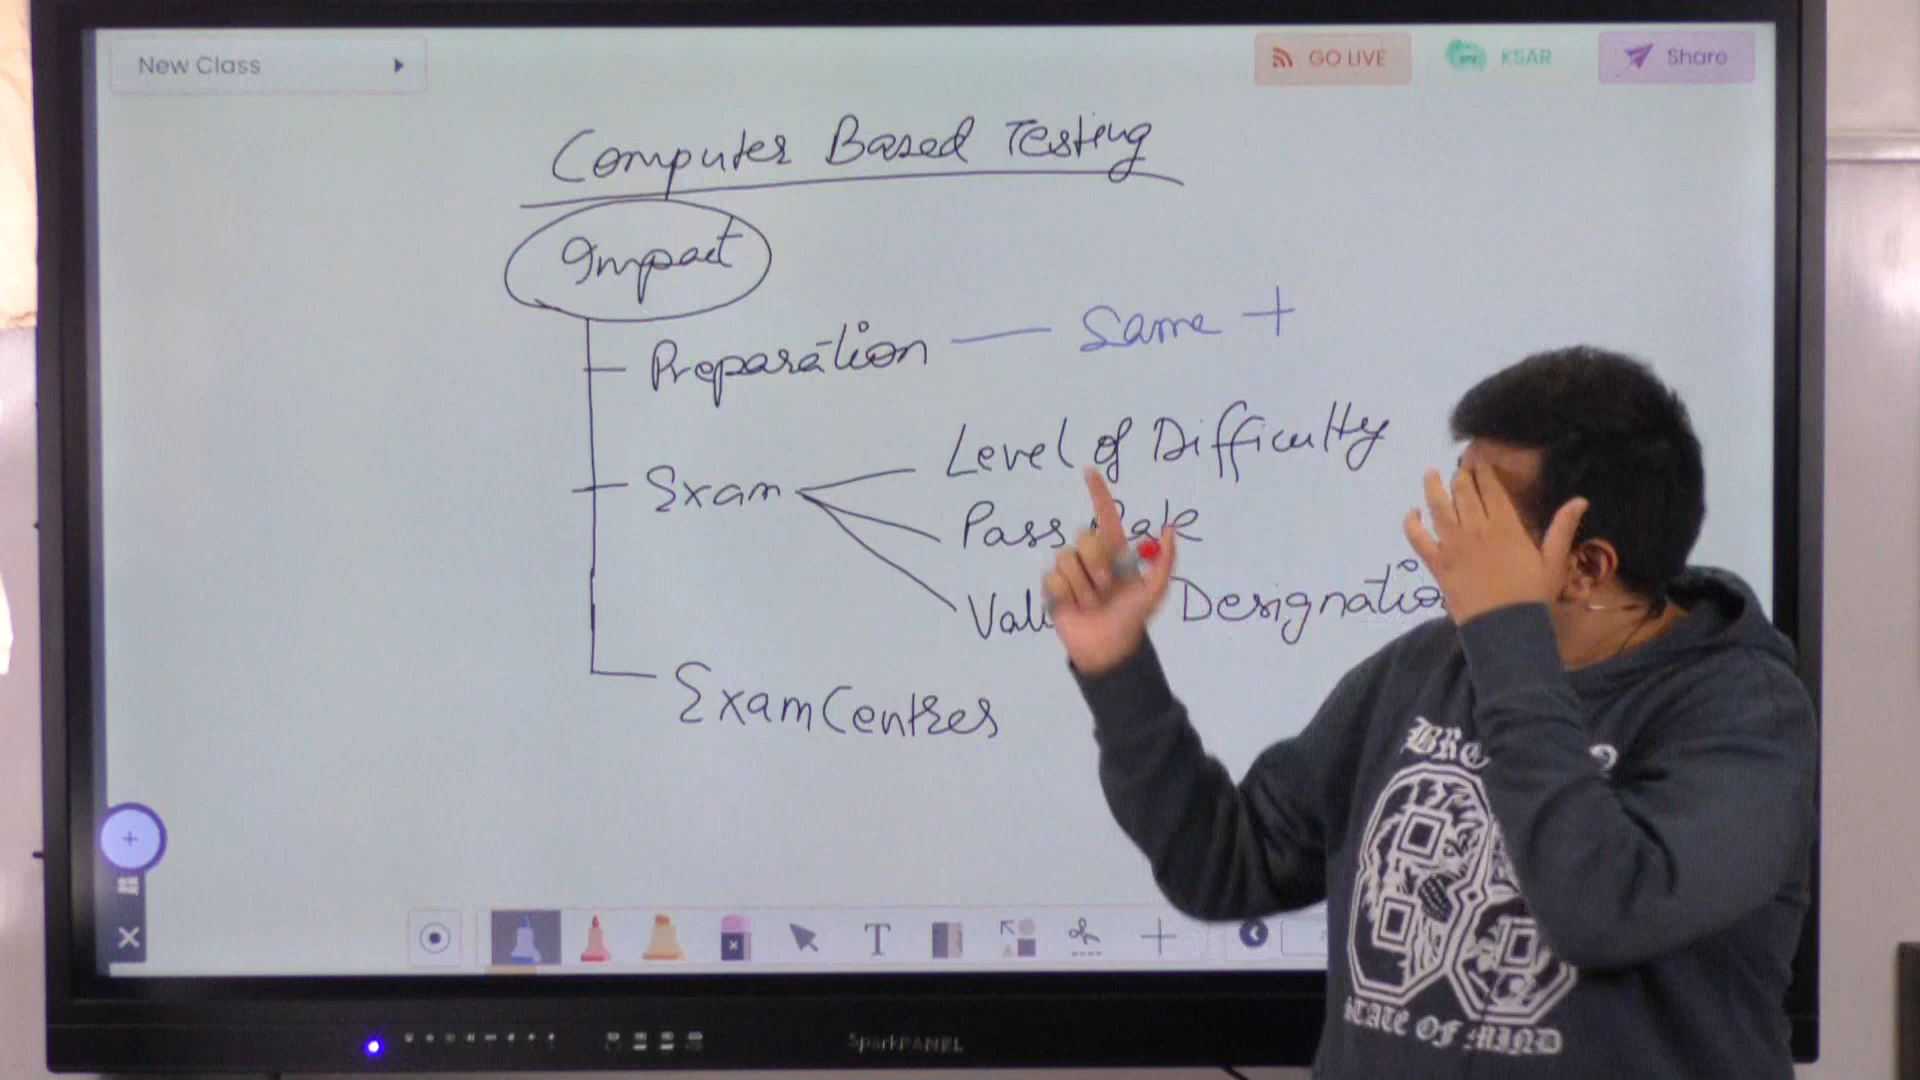 New Class
GO LIVE
KSAR
Share
Computer Based Testing
Impact
Preparation — Same +
Exam
Level of Difficulty
Pass Rate
Designation
Exam Centres
T
SparkPANEL
STATE OF MIND